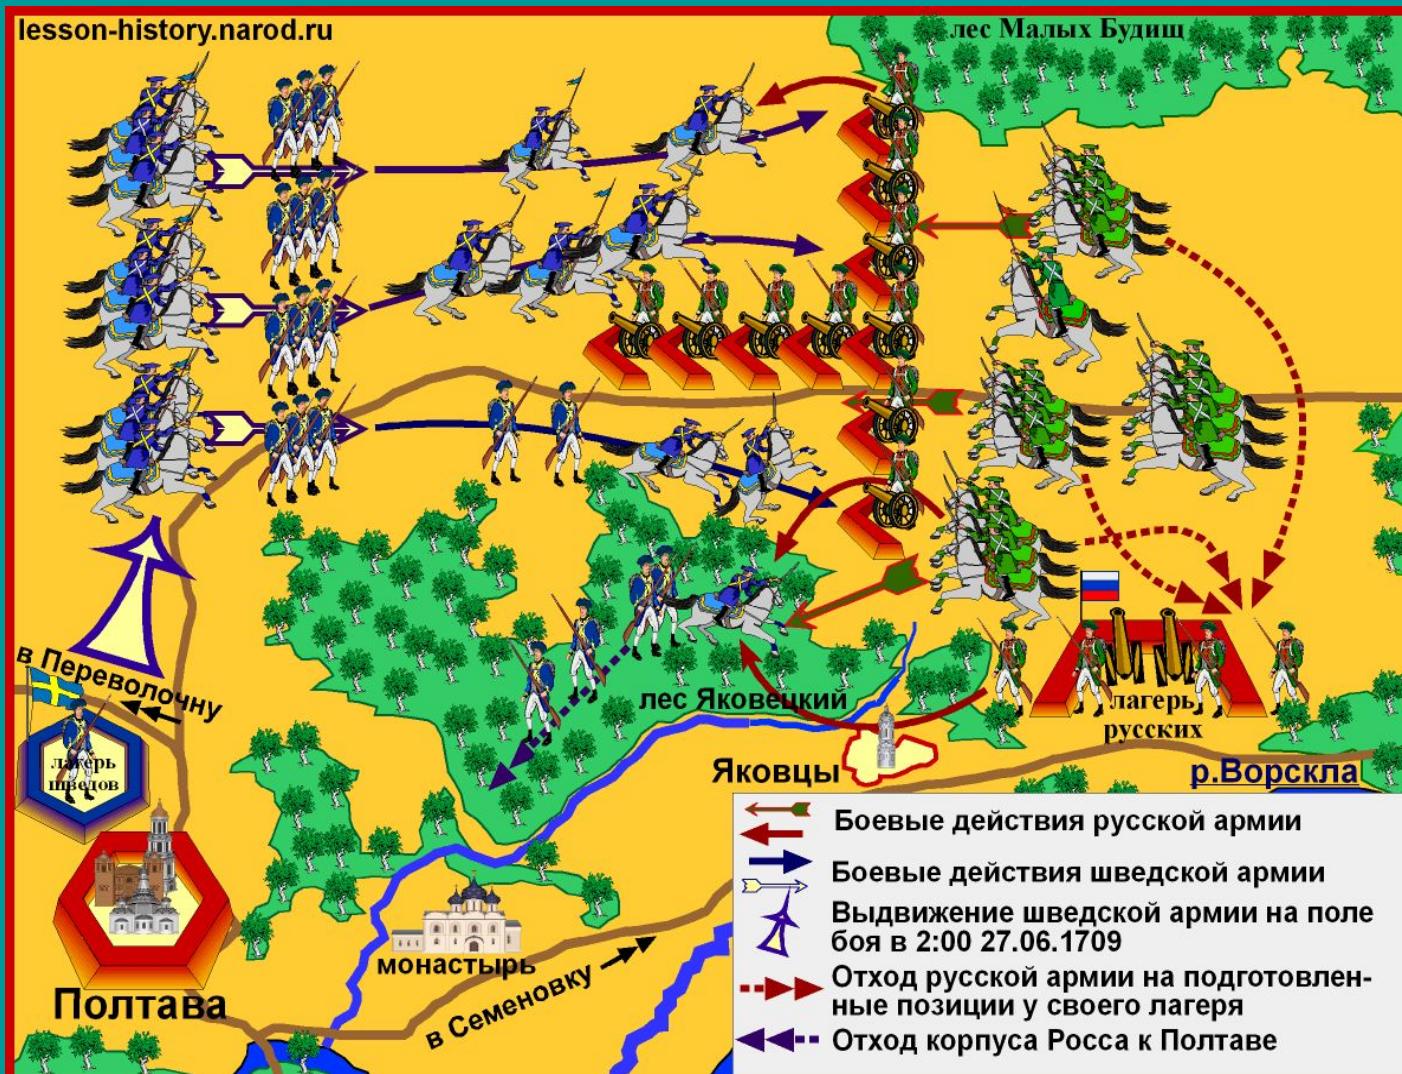 lesson-history.narod.ru
лес Малых Будищ
в Переволочну
лагерь
шведов
лес Яковецкий
лагерь
русских
Яковцы
р.Ворскла
Полтава
монастырь
в Семеновку
Боевые действия русской армии
Боевые действия шведской армии
Выдвижение шведской армии на поле
боя в 2:00 27.06.1709
Отход русской армии на подготовлен-
ные позиции у своего лагеря
Отход корпуса Росса к Полтаве